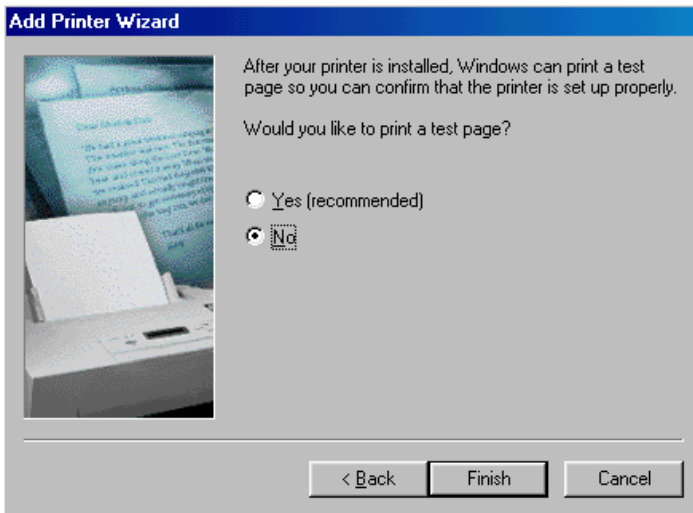 Add Printer Wizard
After your printer is installed, Windows can print a test
page so you can confirm that the printer is set up properly.
Would you like to print a test page?
Yes (recommended)
No
< Back
Finish
Cancel